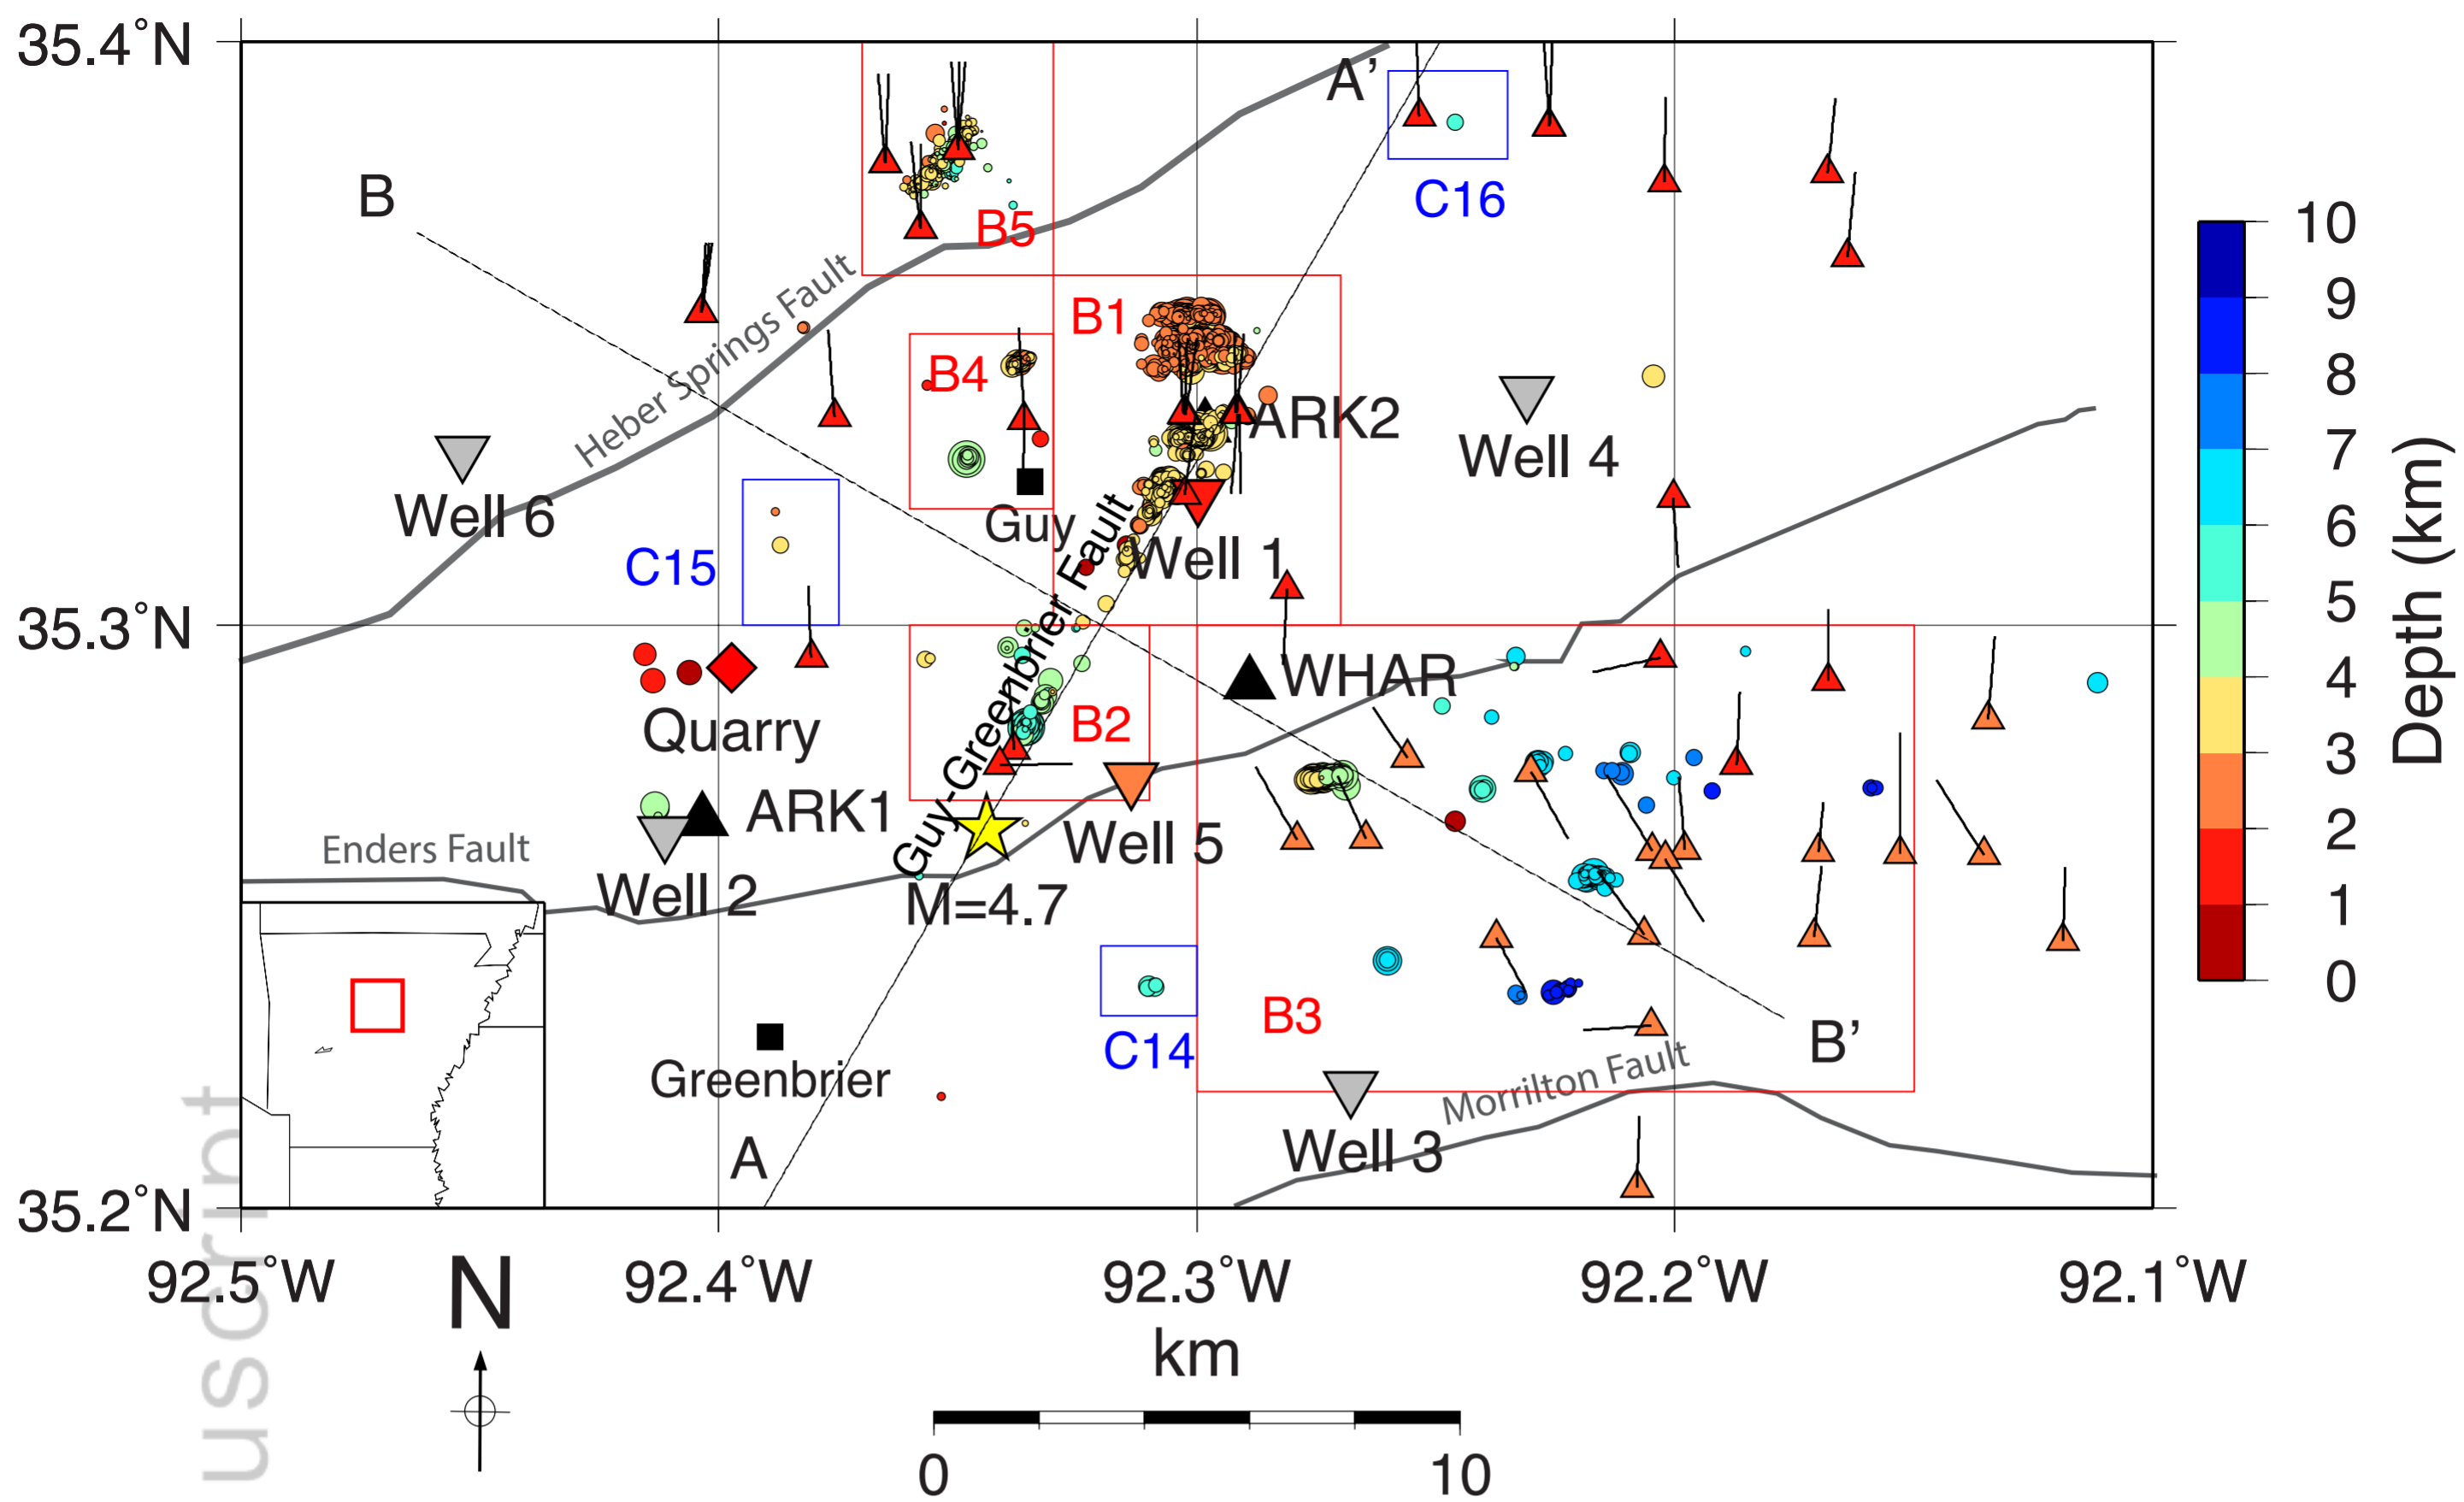 35.4°N
A’
C16
B
B5
10
9
8
7
6
5
4
3
2
1
0
Depth (km)
Heber Springs Fault
B1
B4
ARK2
Well 4
Well 6
Guy
Well 1
C15
35.3°N
Guy-Greenbrier Fault
WHAR
Quarry
B2
ARK1
Well 5
Enders Fault
Well 2
M=4.7
B3
C14
B’
Greenbrier
Morrilton Fault
A
Well 3
35.2°N
92.5°W
92.4°W
92.3°W
92.2°W
92.1°W
N
km
0
10
uscript